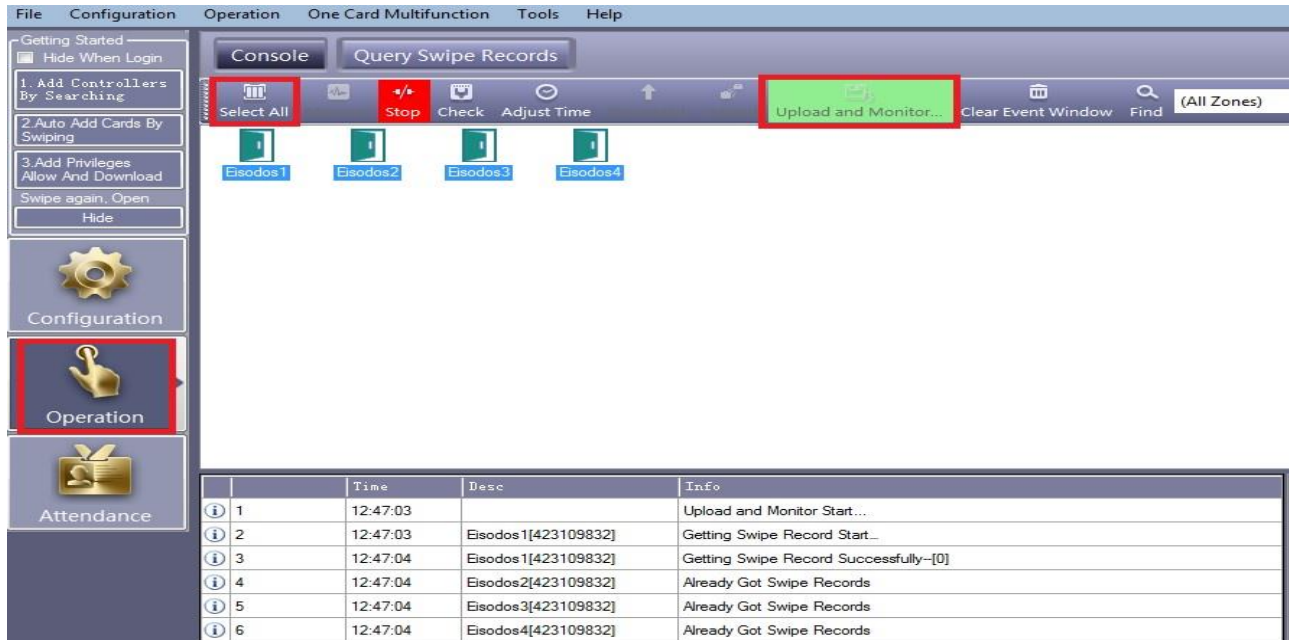 File Configuration Operation One Card Multifunction Tools Help
Getting Started
Hide When Login
1. Add Controllers
By Searching
2.Auto Add Cards By
Swiping
3.Add Privileges
Allow And Download
Swipe again, Open
Hide
Configuration
Operation
Attendance
Console Query Swipe Records
Select All Stop Check Adjust Time Upload and Monitor... Clear Event Window Find (All Zones)
Eisodos1 Eisodos2 Eisodos3 Eisodos4
Time Desc Info
1 12:47:03 Upload and Monitor Start...
2 12:47:03 Eisodos1[423109832] Getting Swipe Record Start...
3 12:47:04 Eisodos1[423109832] Getting Swipe Record Successfully--[0]
4 12:47:04 Eisodos2[423109832] Already Got Swipe Records
5 12:47:04 Eisodos3[423109832] Already Got Swipe Records
6 12:47:04 Eisodos4[423109832] Already Got Swipe Records